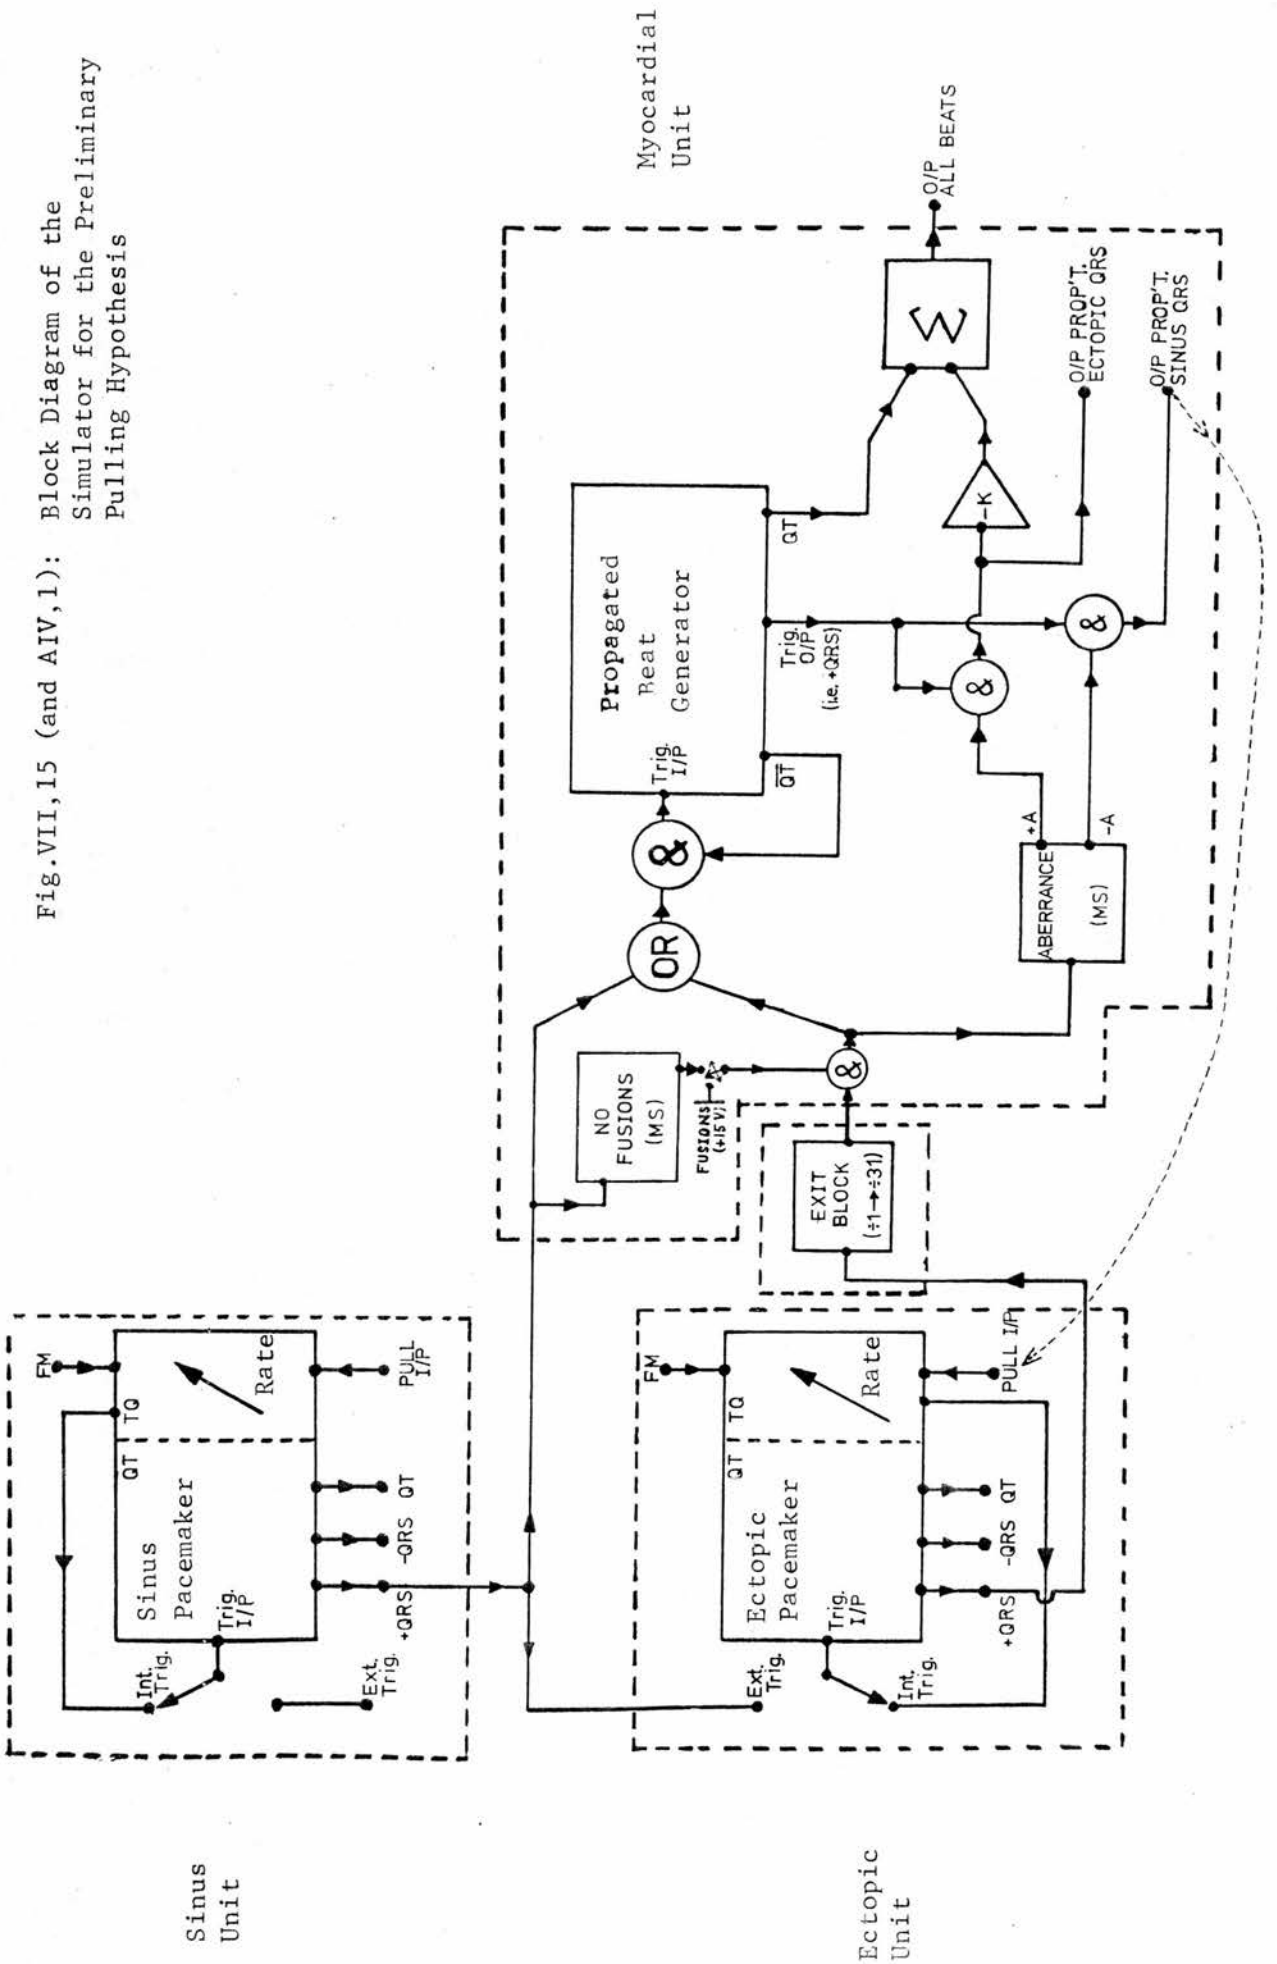 Fig.VII,15 (and AIV,1): Block Diagram of the
Simulator for the Preliminary
Pulling Hypothesis
Sinus
Unit
Int.
Trig.
Ext.
Trig.
Trig.
I/P
Sinus
Pacemaker
QT
TQ
FM
Rate
PULL
I/P
+QRS
-QRS
QT
Ectopic
Unit
Ext.
Trig.
Int.
Trig.
Trig.
I/P
Ectopic
Pacemaker
QT
TQ
FM
Rate
PULL I/P
+QRS
-QRS
QT
EXIT
BLOCK
(÷1→÷31)
Myocardial
Unit
NO
FUSIONS
(MS)
FUSIONS
(+15 V)
&
OR
&
Trig.
I/P
Propagated
Beat
Generator
QT
Trig.
O/P
(i.e. +QRS)
QT
ABERRANCE
(MS)
+A
-A
&
&
-K
Σ
O/P
ALL BEATS
O/P PROP'T.
ECTOPIC QRS
O/P PROP'T.
SINUS QRS